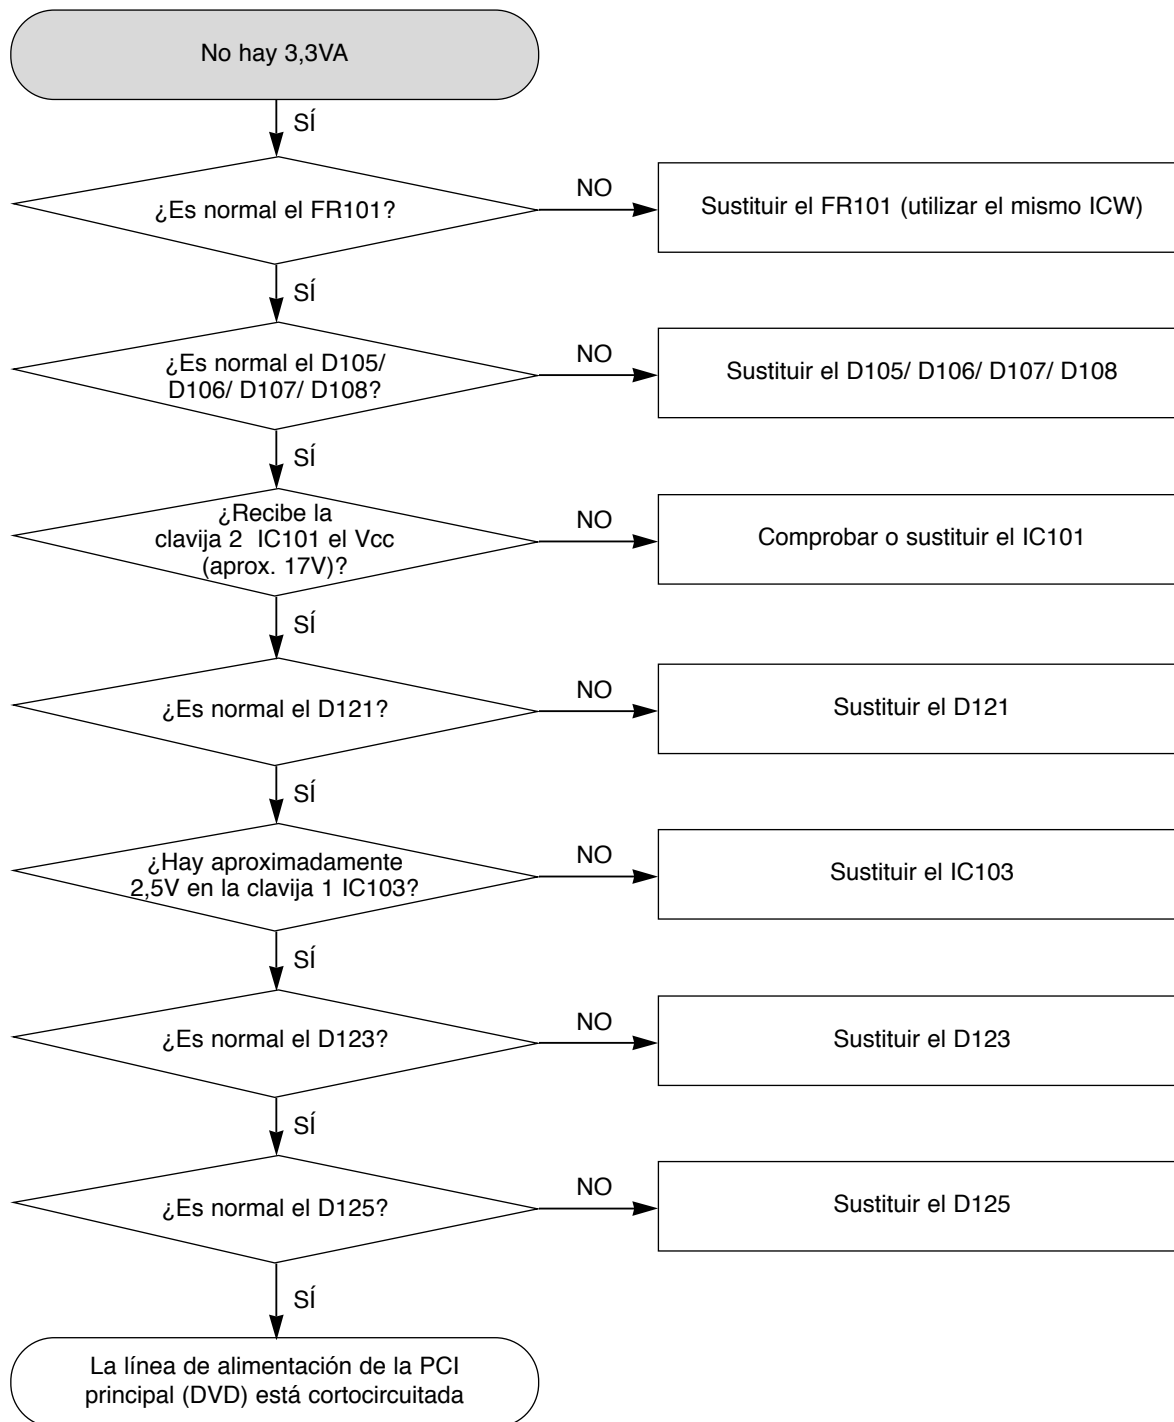 No hay 3,3VA
SÍ
¿Es normal el FR101?
NO
Sustituir el FR101 (utilizar el mismo ICW)
SÍ
¿Es normal el D105/
D106/ D107/ D108?
NO
Sustituir el D105/ D106/ D107/ D108
SÍ
¿Recibe la
clavija 2 IC101 el Vcc
(aprox. 17V)?
NO
Comprobar o sustituir el IC101
SÍ
¿Es normal el D121?
NO
Sustituir el D121
SÍ
¿Hay aproximadamente
2,5V en la clavija 1 IC103?
NO
Sustituir el IC103
SÍ
¿Es normal el D123?
NO
Sustituir el D123
SÍ
¿Es normal el D125?
NO
Sustituir el D125
SÍ
La línea de alimentación de la PCI
principal (DVD) está cortocircuitada